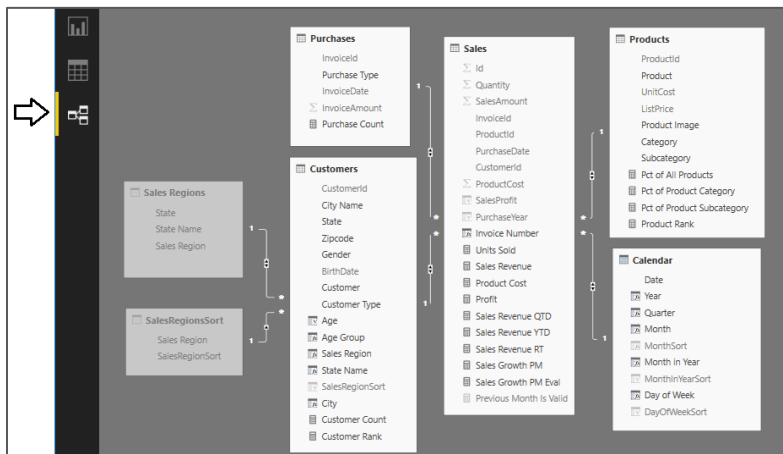 Purchases
InvoiceId
Purchase Type
InvoiceDate
InvoiceAmount
Purchase Count
Sales
Id
Quantity
SalesAmount
InvoiceId
ProductId
PurchaseDate
CustomerId
ProductCost
SalesProfit
PurchaseYear
Invoice Number
Units Sold
Sales Revenue
Product Cost
Profit
Sales Revenue QTD
Sales Revenue YTD
Sales Revenue RT
Sales Growth PM
Sales Growth PM Eval
Previous Month Is Valid
Products
ProductId
Product
UnitCost
ListPrice
Product Image
Category
Subcategory
Pct of All Products
Pct of Product Category
Pct of Product Subcategory
Product Rank
Customers
CustomerId
City Name
State
Zipcode
Gender
BirthDate
Customer
Customer Type
Age
Age Group
Sales Region
State Name
SalesRegionSort
City
Customer Count
Customer Rank
Sales Regions
State
State Name
Sales Region
SalesRegionsSort
Sales Region
SalesRegionSort
Calendar
Date
Year
Quarter
Month
MonthSort
Month in Year
MonthInYearSort
Day of Week
DayOfWeekSort
1
*
1
*
*
1
*
1
1
*
1
*